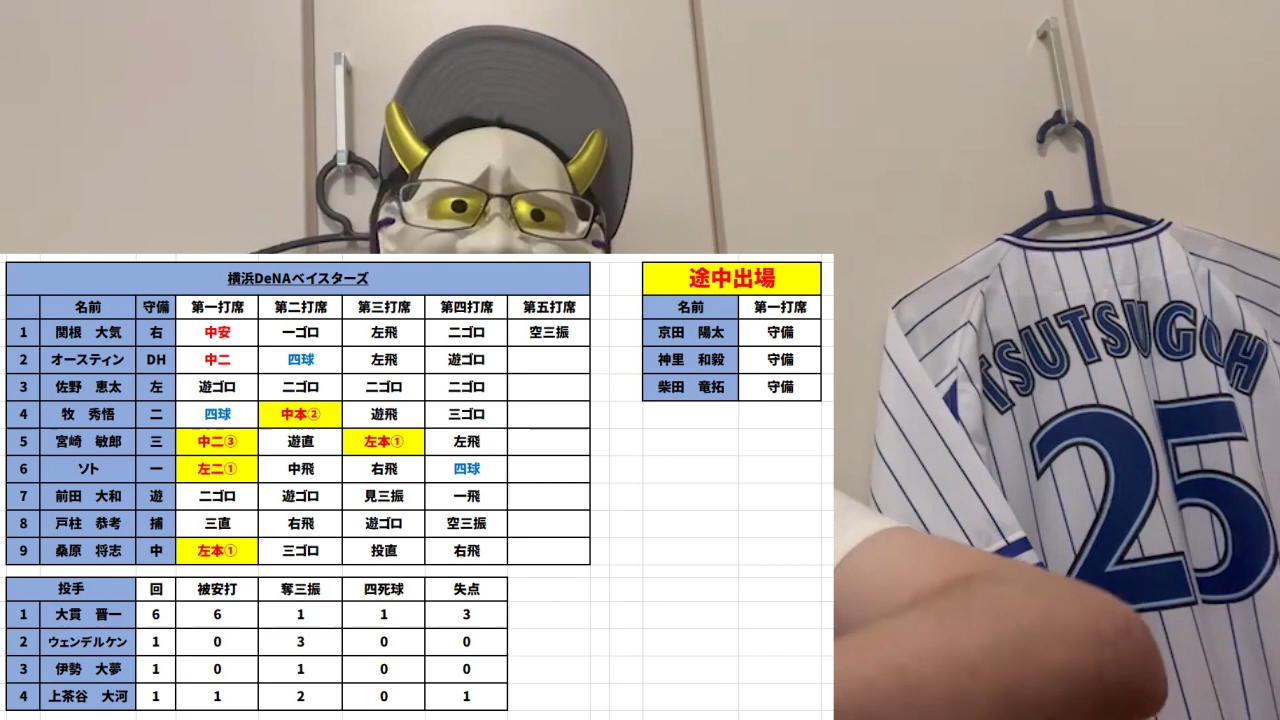 横浜DeNAベイスターズ
名前 守備 第一打席 第二打席 第三打席 第四打席 第五打席
1 関根 大気 右 中安 一ゴロ 左飛 二ゴロ 空三振
2 オースティン DH 中二 四球 左飛 遊ゴロ
3 佐野 恵太 左 遊ゴロ 二ゴロ 二ゴロ 二ゴロ
4 牧 秀悟 二 四球 中本② 遊飛 三ゴロ
5 宮﨑 敏郎 三 中二③ 遊直 左本① 左飛
6 ソト 一 左二① 中飛 右飛 四球
7 前田 大和 遊 二ゴロ 遊ゴロ 見三振 一飛
8 戸柱 恭考 捕 三直 右飛 遊ゴロ 空三振
9 桑原 将志 中 左本① 三ゴロ 投直 右飛
投手 回 被安打 奪三振 四死球 失点
1 大貫 晋一 6 6 1 1 3
2 ウェンデルケン 1 0 3 0 0
3 伊勢 大夢 1 0 1 0 0
4 上茶谷 大河 1 1 2 0 1
途中出場
名前 第一打席
京田 陽太 守備
神里 和毅 守備
柴田 竜拓 守備
TSUTSUGOH
25